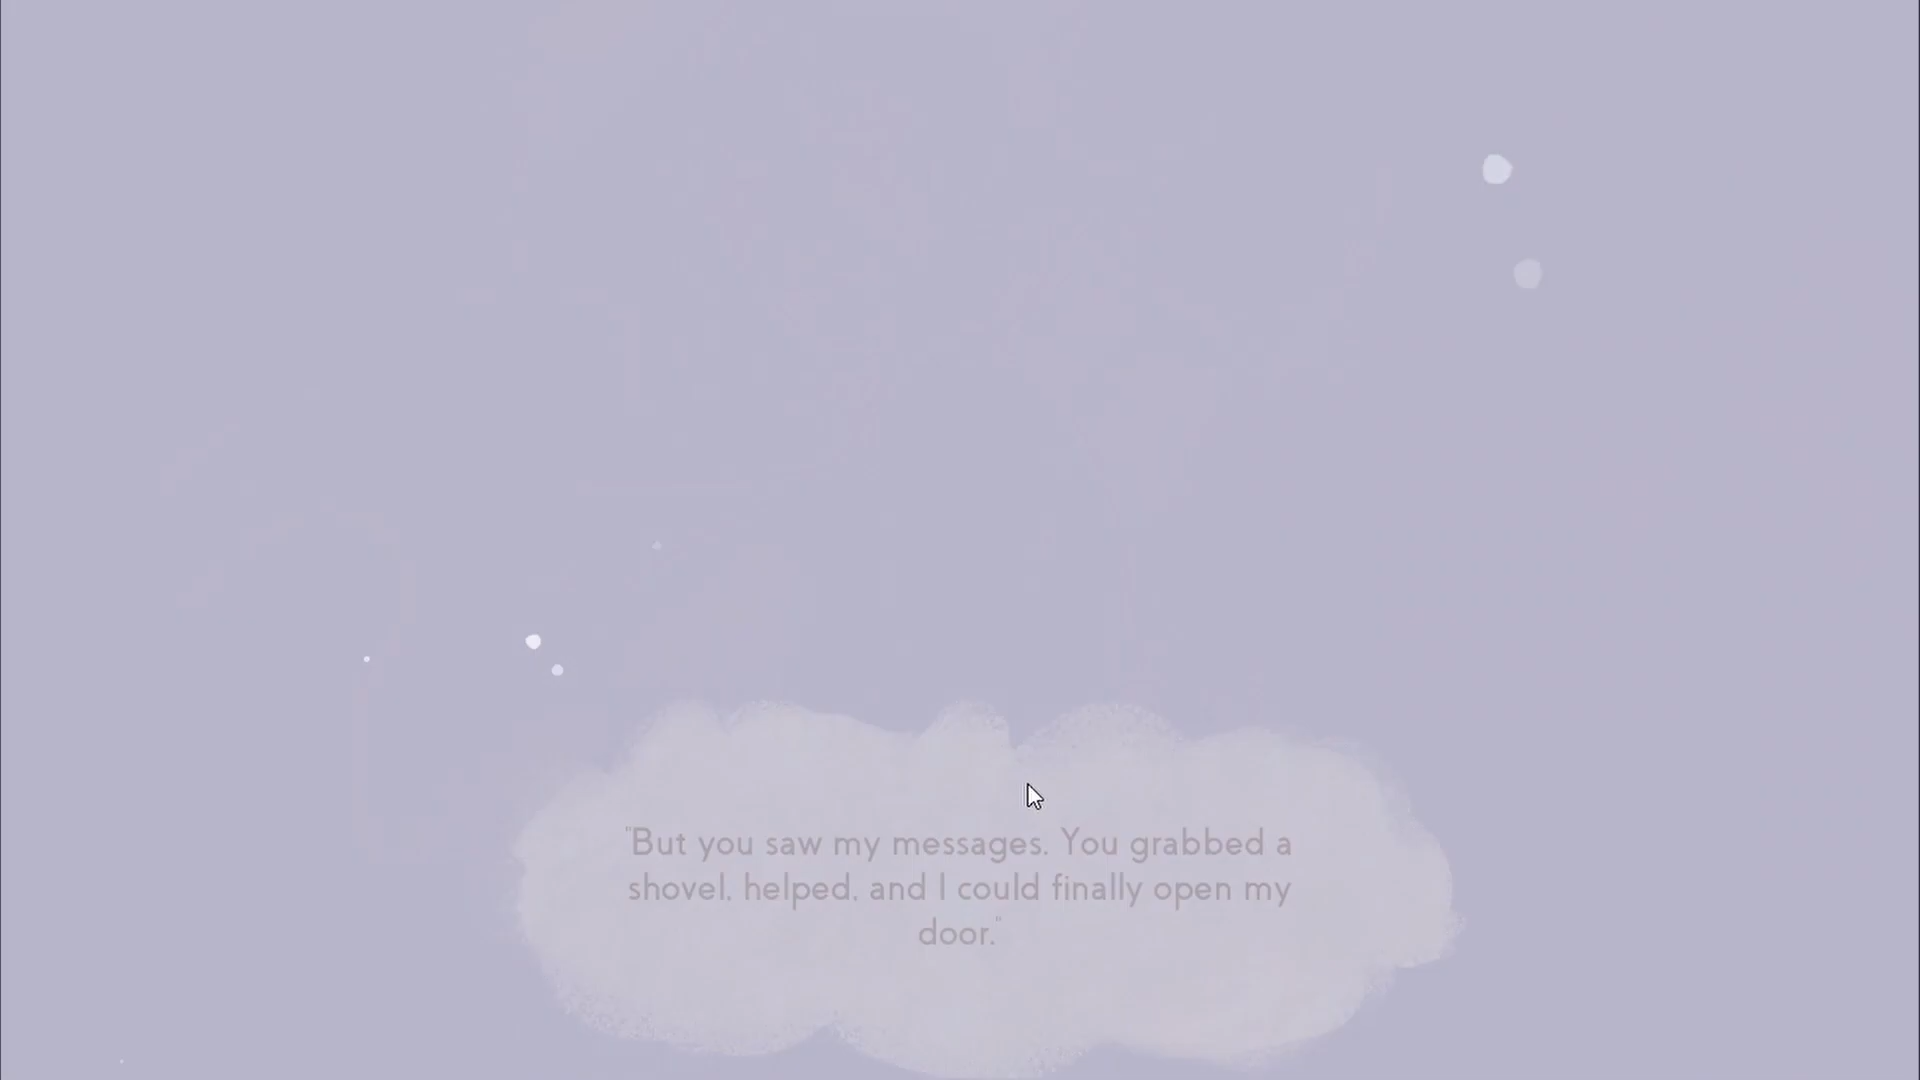 "But you saw my messages. You grabbed a
shovel, helped, and I could finally open my
door."